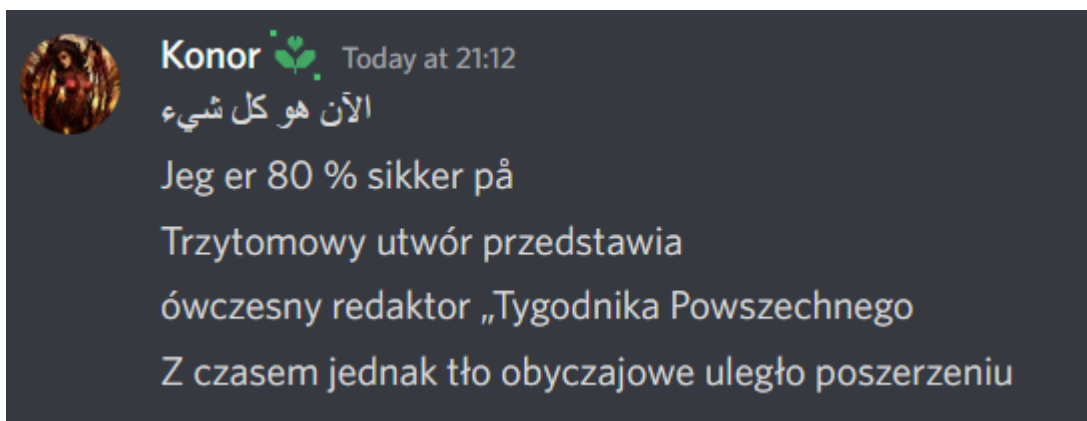 Konor Today at 21:12
الآن هو كل شيء
Jeg er 80 % sikker på
Trzytomowy utwór przedstawia
ówczesny redaktor „Tygodnika Powszechnego
Z czasem jednak tło obyczajowe uległo poszerzeniu